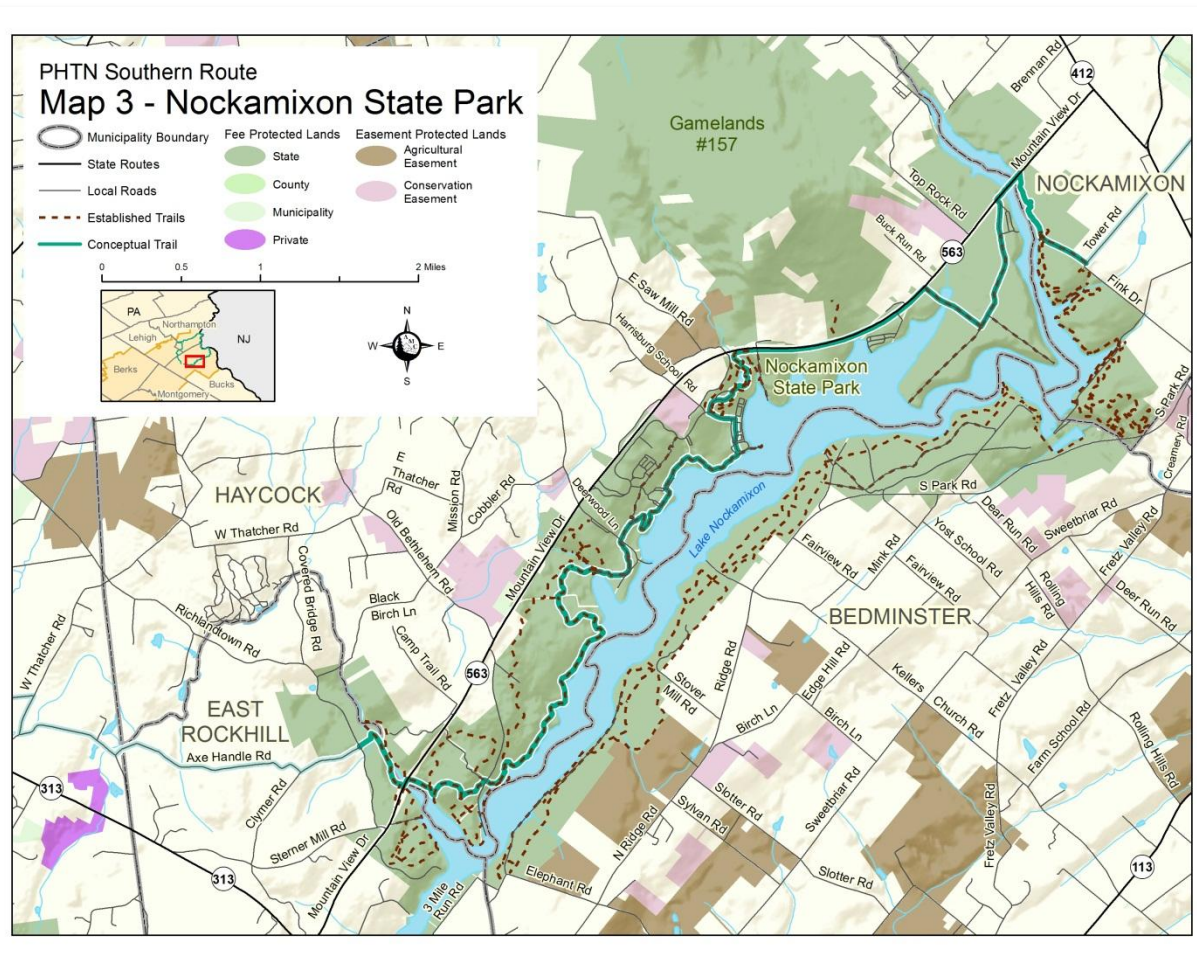 PHTN Southern Route
Map 3 - Nockamixon State Park
Municipality Boundary
State Routes
Local Roads
Established Trails
Conceptual Trail
Fee Protected Lands
State
County
Municipality
Private
Easement Protected Lands
Agricultural
Easement
Conservation
Easement
0
0.5
1
2 Miles
PA
Northampton
Lehigh
NJ
Berks
Bucks
Montgomery
N
W
E
S
Gamelands
#157
Brennan Rd
412
Mountain View Dr
NOCKAMIXON
Top Rock Rd
Buck Run Rd
563
Tower Rd
Fink Dr
E Saw Mill Rd
Harrisburg School Rd
Nockamixon
State Park
S Park Rd
Creamery Rd
HAYCOCK
E
Thatcher
Rd
Mission Rd
Cobbler Rd
Deerwood Ln
W Thatcher Rd
Old Bethlehem Rd
Mountain View Dr
Lake Nockamixon
S Park Rd
Dear Run Rd
Sweetbriar Rd
Fretz Valley Rd
Yost School Rd
Mink Rd
Fairview Rd
Fairview Rd
Rolling
Hills Rd
Deer Run Rd
Covered Bridge Rd
Black
Birch Ln
Richlandtown Rd
Camp Trail Rd
W Thatcher Rd
BEDMINSTER
563
Ridge Rd
Edge Hill Rd
Kellers
Church Rd
Fretz Valley Rd
Stover
Mill Rd
Birch Ln
Birch Ln
Farm School Rd
Rolling Hills Rd
EAST
ROCKHILL
Axe Handle Rd
313
Clymer Rd
Sterner Mill Rd
Mountain View Dr
313
3 Mile
Run Rd
Elephant Rd
N Ridge Rd
Sylvan Rd
Slotter Rd
Sweetbriar Rd
Slotter Rd
Fretz Valley Rd
113